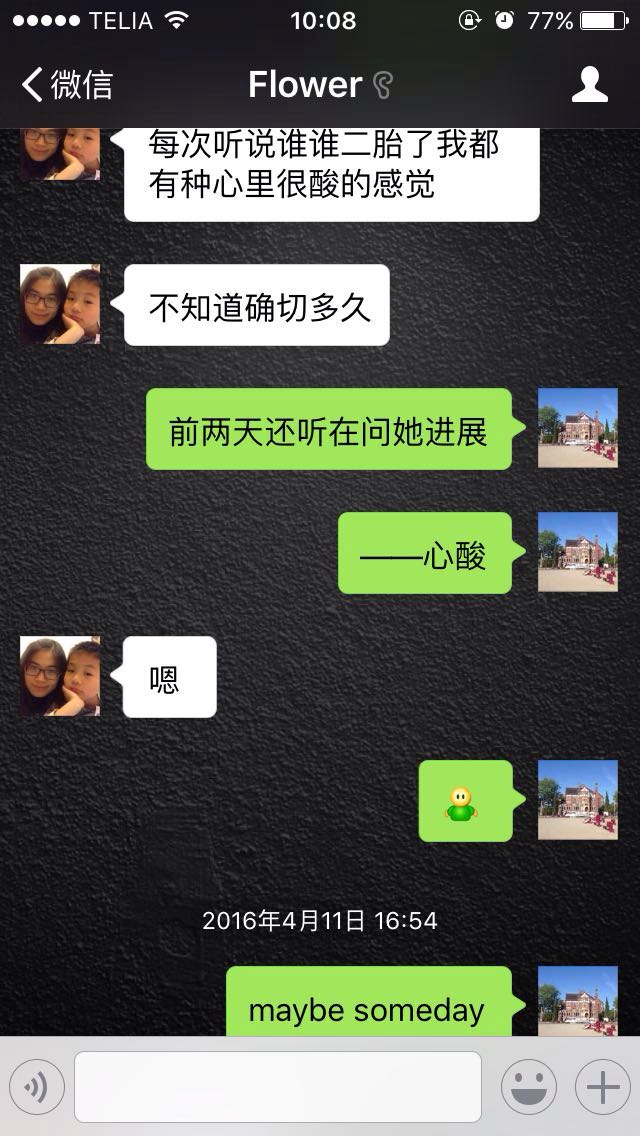 TELIA 10:08 77%
微信 Flower
每次听说谁谁二胎了我都
有种心里很酸的感觉
不知道确切多久
前两天还听在问她进展
——心酸
嗯
2016年4月11日 16:54
maybe someday